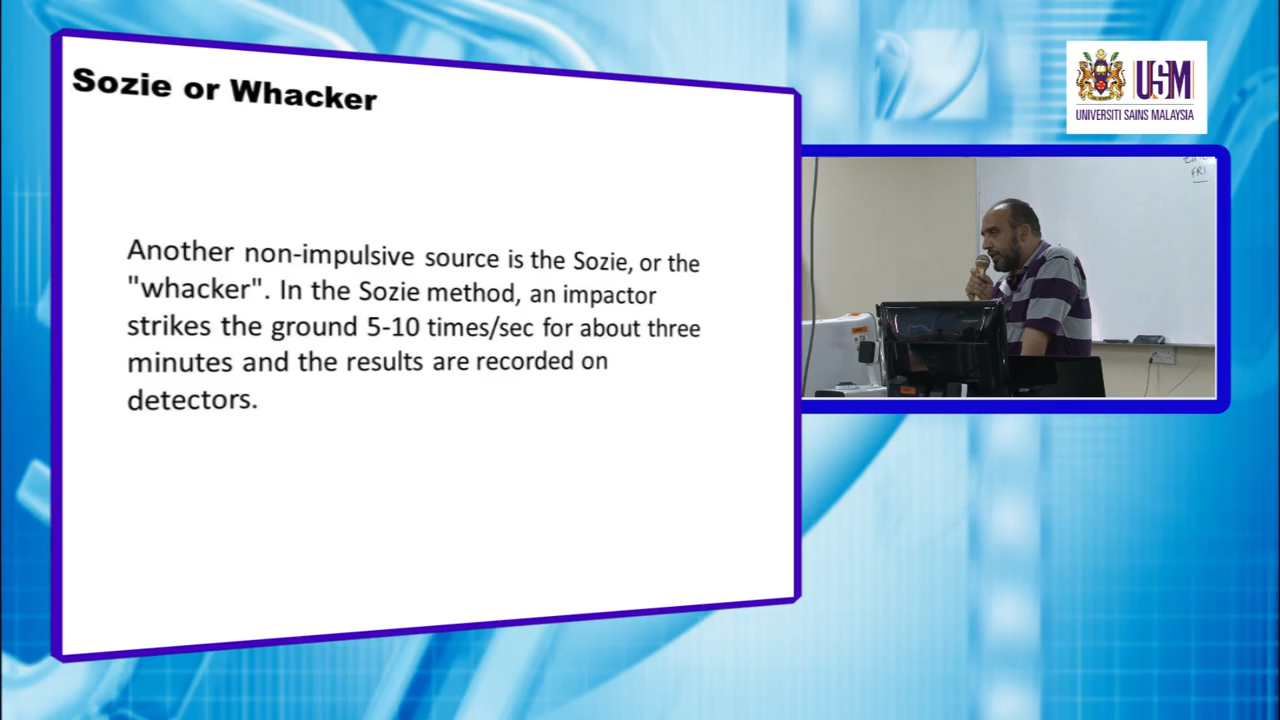 Sozie or Whacker
Another non-impulsive source is the Sozie, or the
"whacker". In the Sozie method, an impactor
strikes the ground 5-10 times/sec for about three
minutes and the results are recorded on
detectors.
USM
UNIVERSITI SAINS MALAYSIA
FRI